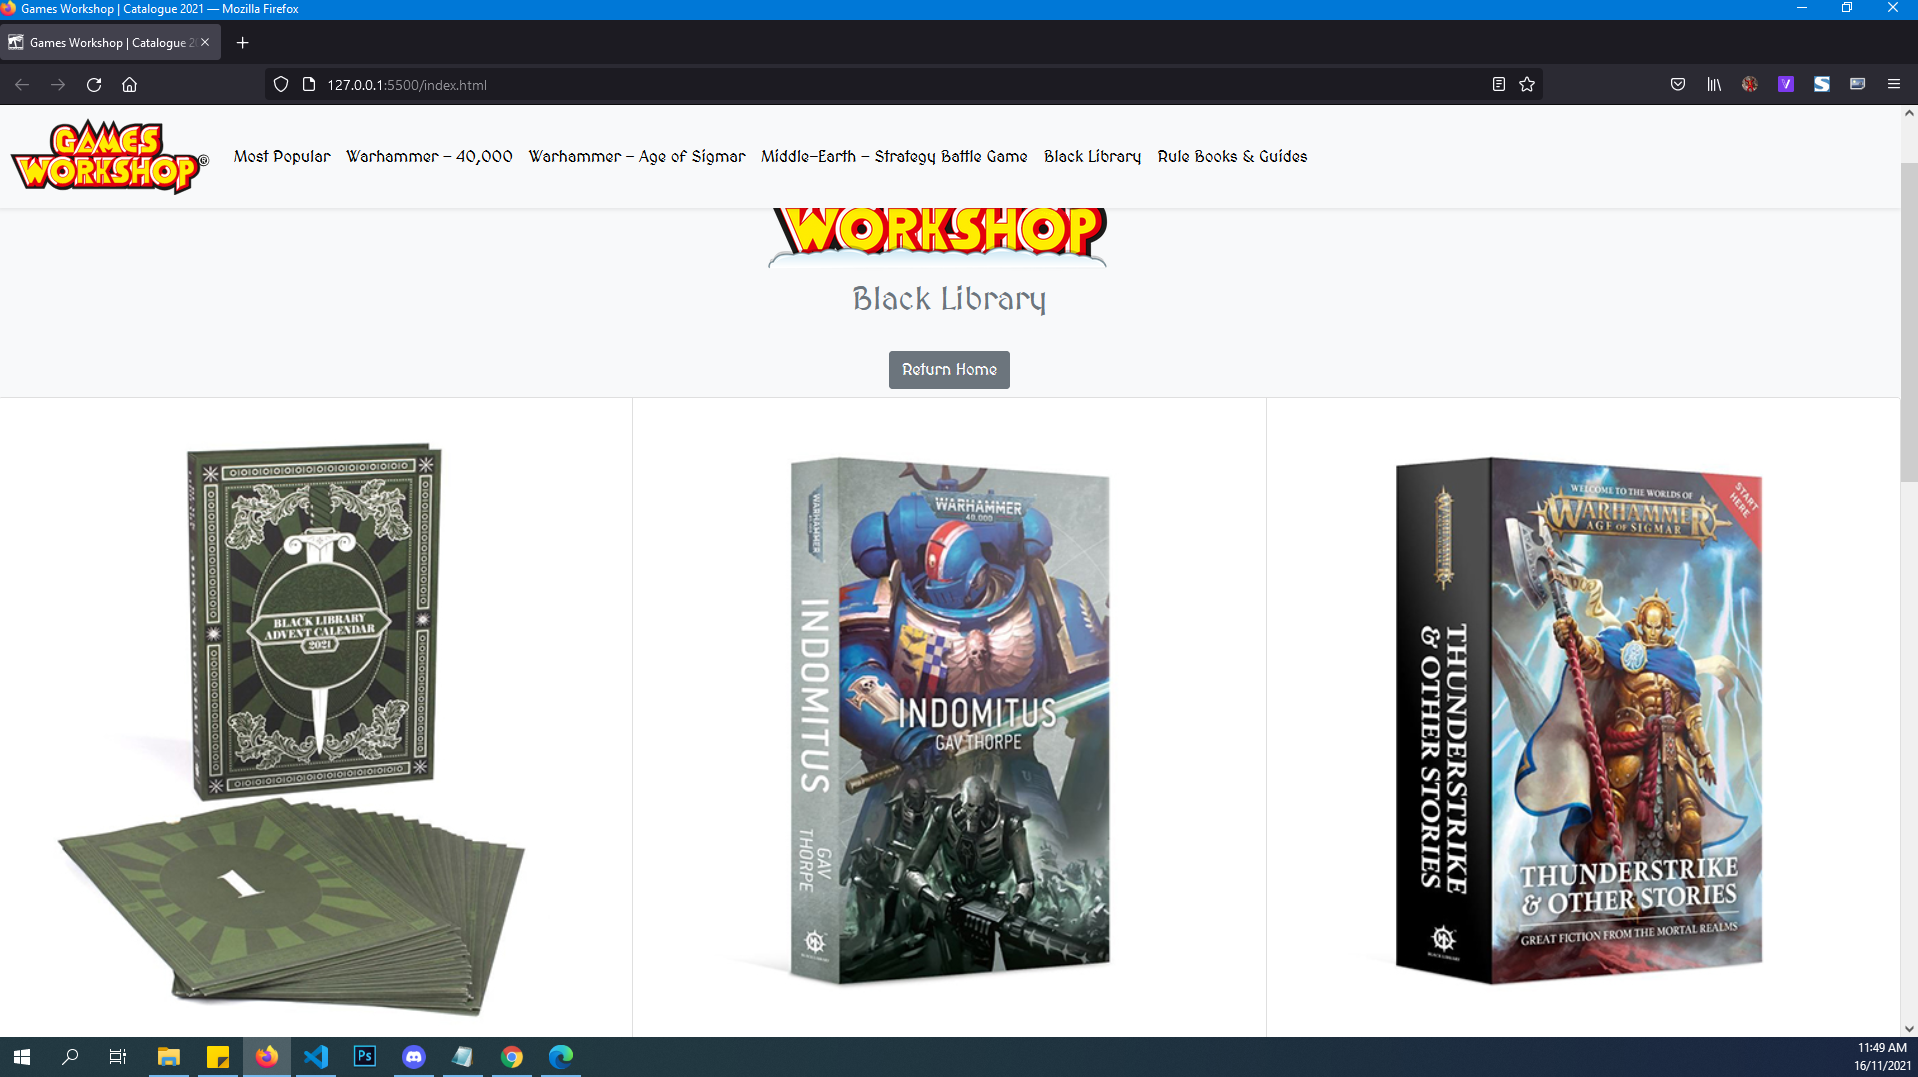 Games Workshop | Catalogue 2021 — Mozilla Firefox
Games Workshop | Catalogue 20
127.0.0.1:5500/index.html
GAMES
WORKSHOP®
Most Popular
Warhammer - 40,000
Warhammer - Age of Sigmar
Middle-Earth - Strategy Battle Game
Black Library
Rule Books & Guides
WORKSHOP
Black Library
Return Home
BLACK LIBRARY
ADVENT CALENDAR
2021
1
WARHAMMER
INDOMITUS
GAV
THORPE
WARHAMMER
40,000
INDOMITUS
GAV THORPE
THUNDERSTRIKE
& OTHER STORIES
BLACK LIBRARY
START
HERE
WELCOME TO THE WORLDS OF
WARHAMMER
AGE OF SIGMAR
THUNDERSTRIKE
& OTHER STORIES
GREAT FICTION FROM THE MORTAL REALMS
Ps
11:49 AM
16/11/2021